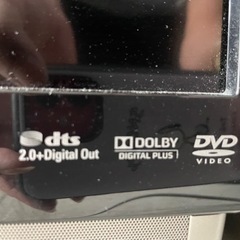 dts
2.0+Digital Out
DOLBY
DIGITAL PLUS
DVD
VIDEO